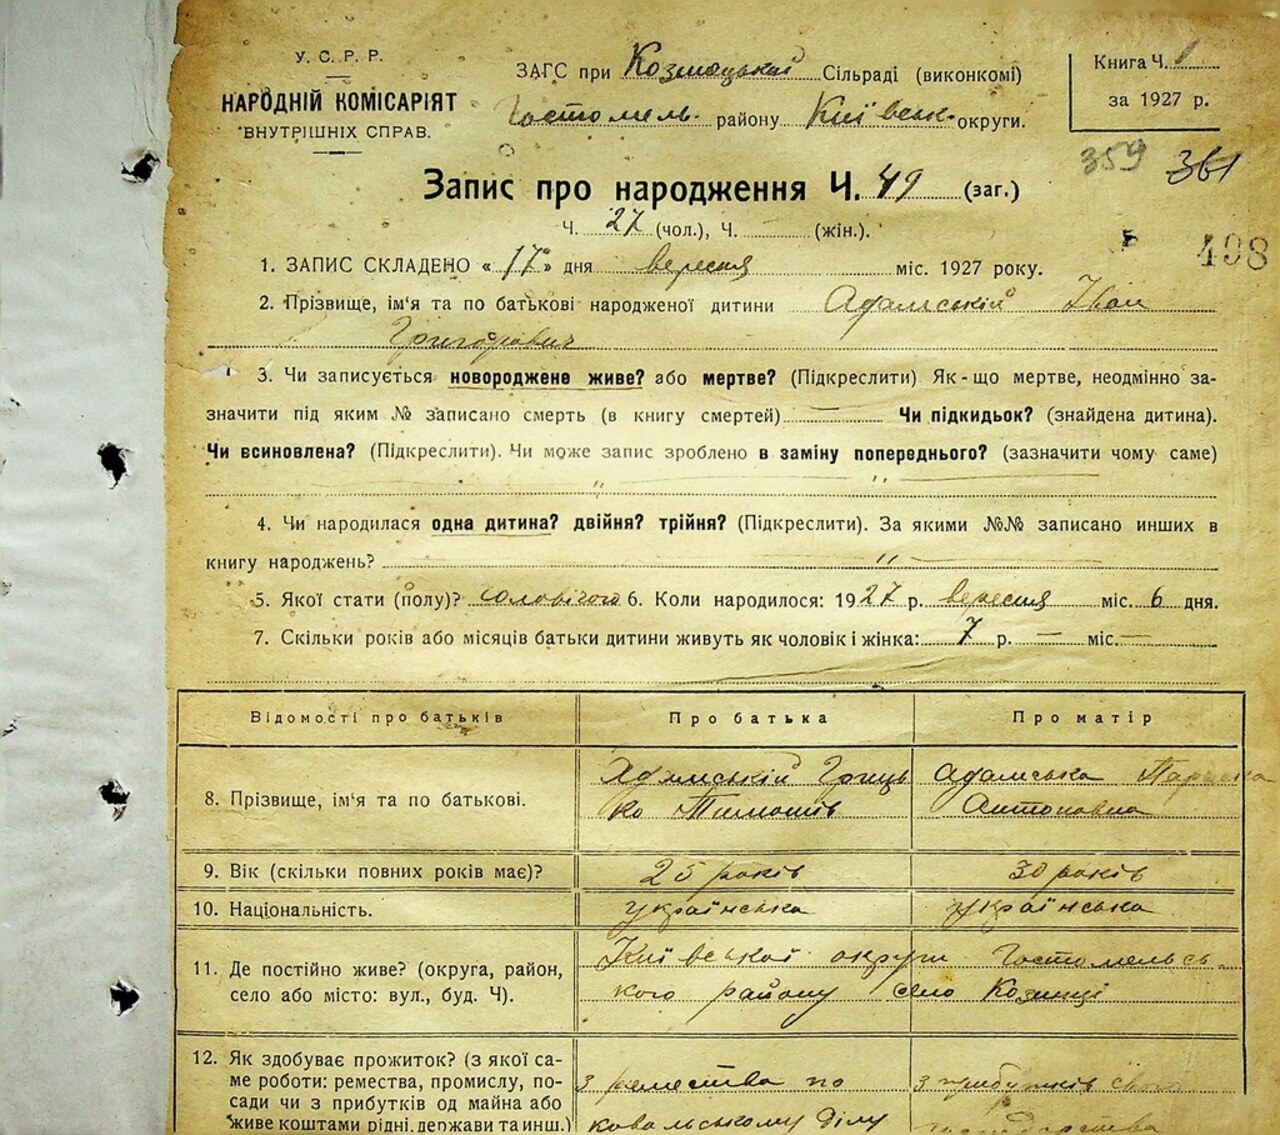 У. С. Р. Р.
НАРОДНІЙ КОМІСАРІЯТ
ВНУТРІШНІХ СПРАВ.
ЗАГС при Козинецькій Сільраді (виконкомі)
Гостомель. району Київськ. округи.
Книга Ч. 1
за 1927 р.
359 361
Запис про народження Ч. 49 (заг.)
Ч. 27 (чол.), Ч. — (жін.).
498
1. ЗАПИС СКЛАДЕНО « 17 » дня вересня міс. 1927 року.
2. Прізвище, ім'я та по батькові народженої дитини Адамській Іван
Григорович
3. Чи записується новороджене живе? або мертве? (Підкреслити) Як-що мертве, неодмінно за-
значити під яким № записано смерть (в книгу смертей) — Чи підкидьок? (знайдена дитина).
Чи всиновлена? (Підкреслити). Чи може запис зроблено в заміну попереднього? (зазначити чому саме)
— " — " —
4. Чи народилася одна дитина? двійня? трійня? (Підкреслити). За якими №№ записано инших в
книгу народжень? — " —
5. Якої стати (полу)? чоловічого 6. Коли народилося: 1927 р. вересня міс. 6 дня.
7. Скільки років або місяців батьки дитини живуть як чоловік і жінка: 7 р. — міс. —
Відомості про батьків Про батька Про матір
8. Прізвище, ім'я та по батькові.
Адамській Гриць
ко Тимошів
Адамська Параска
Антоновна
9. Вік (скільки повних років має)? 25 років 30 років
10. Національність. українська українська
11. Де постійно живе? (округа, район,
село або місто: вул., буд. Ч).
Київської округи Гостомельсь-
кого району село Козинці
12. Як здобуває прожиток? (з якої са-
ме роботи: ремества, промислу, по-
сади чи з прибутків од майна або
живе коштами рідні, держави та инш.)
з ремества по
ковальському ділу
з прибутків свого
господарства